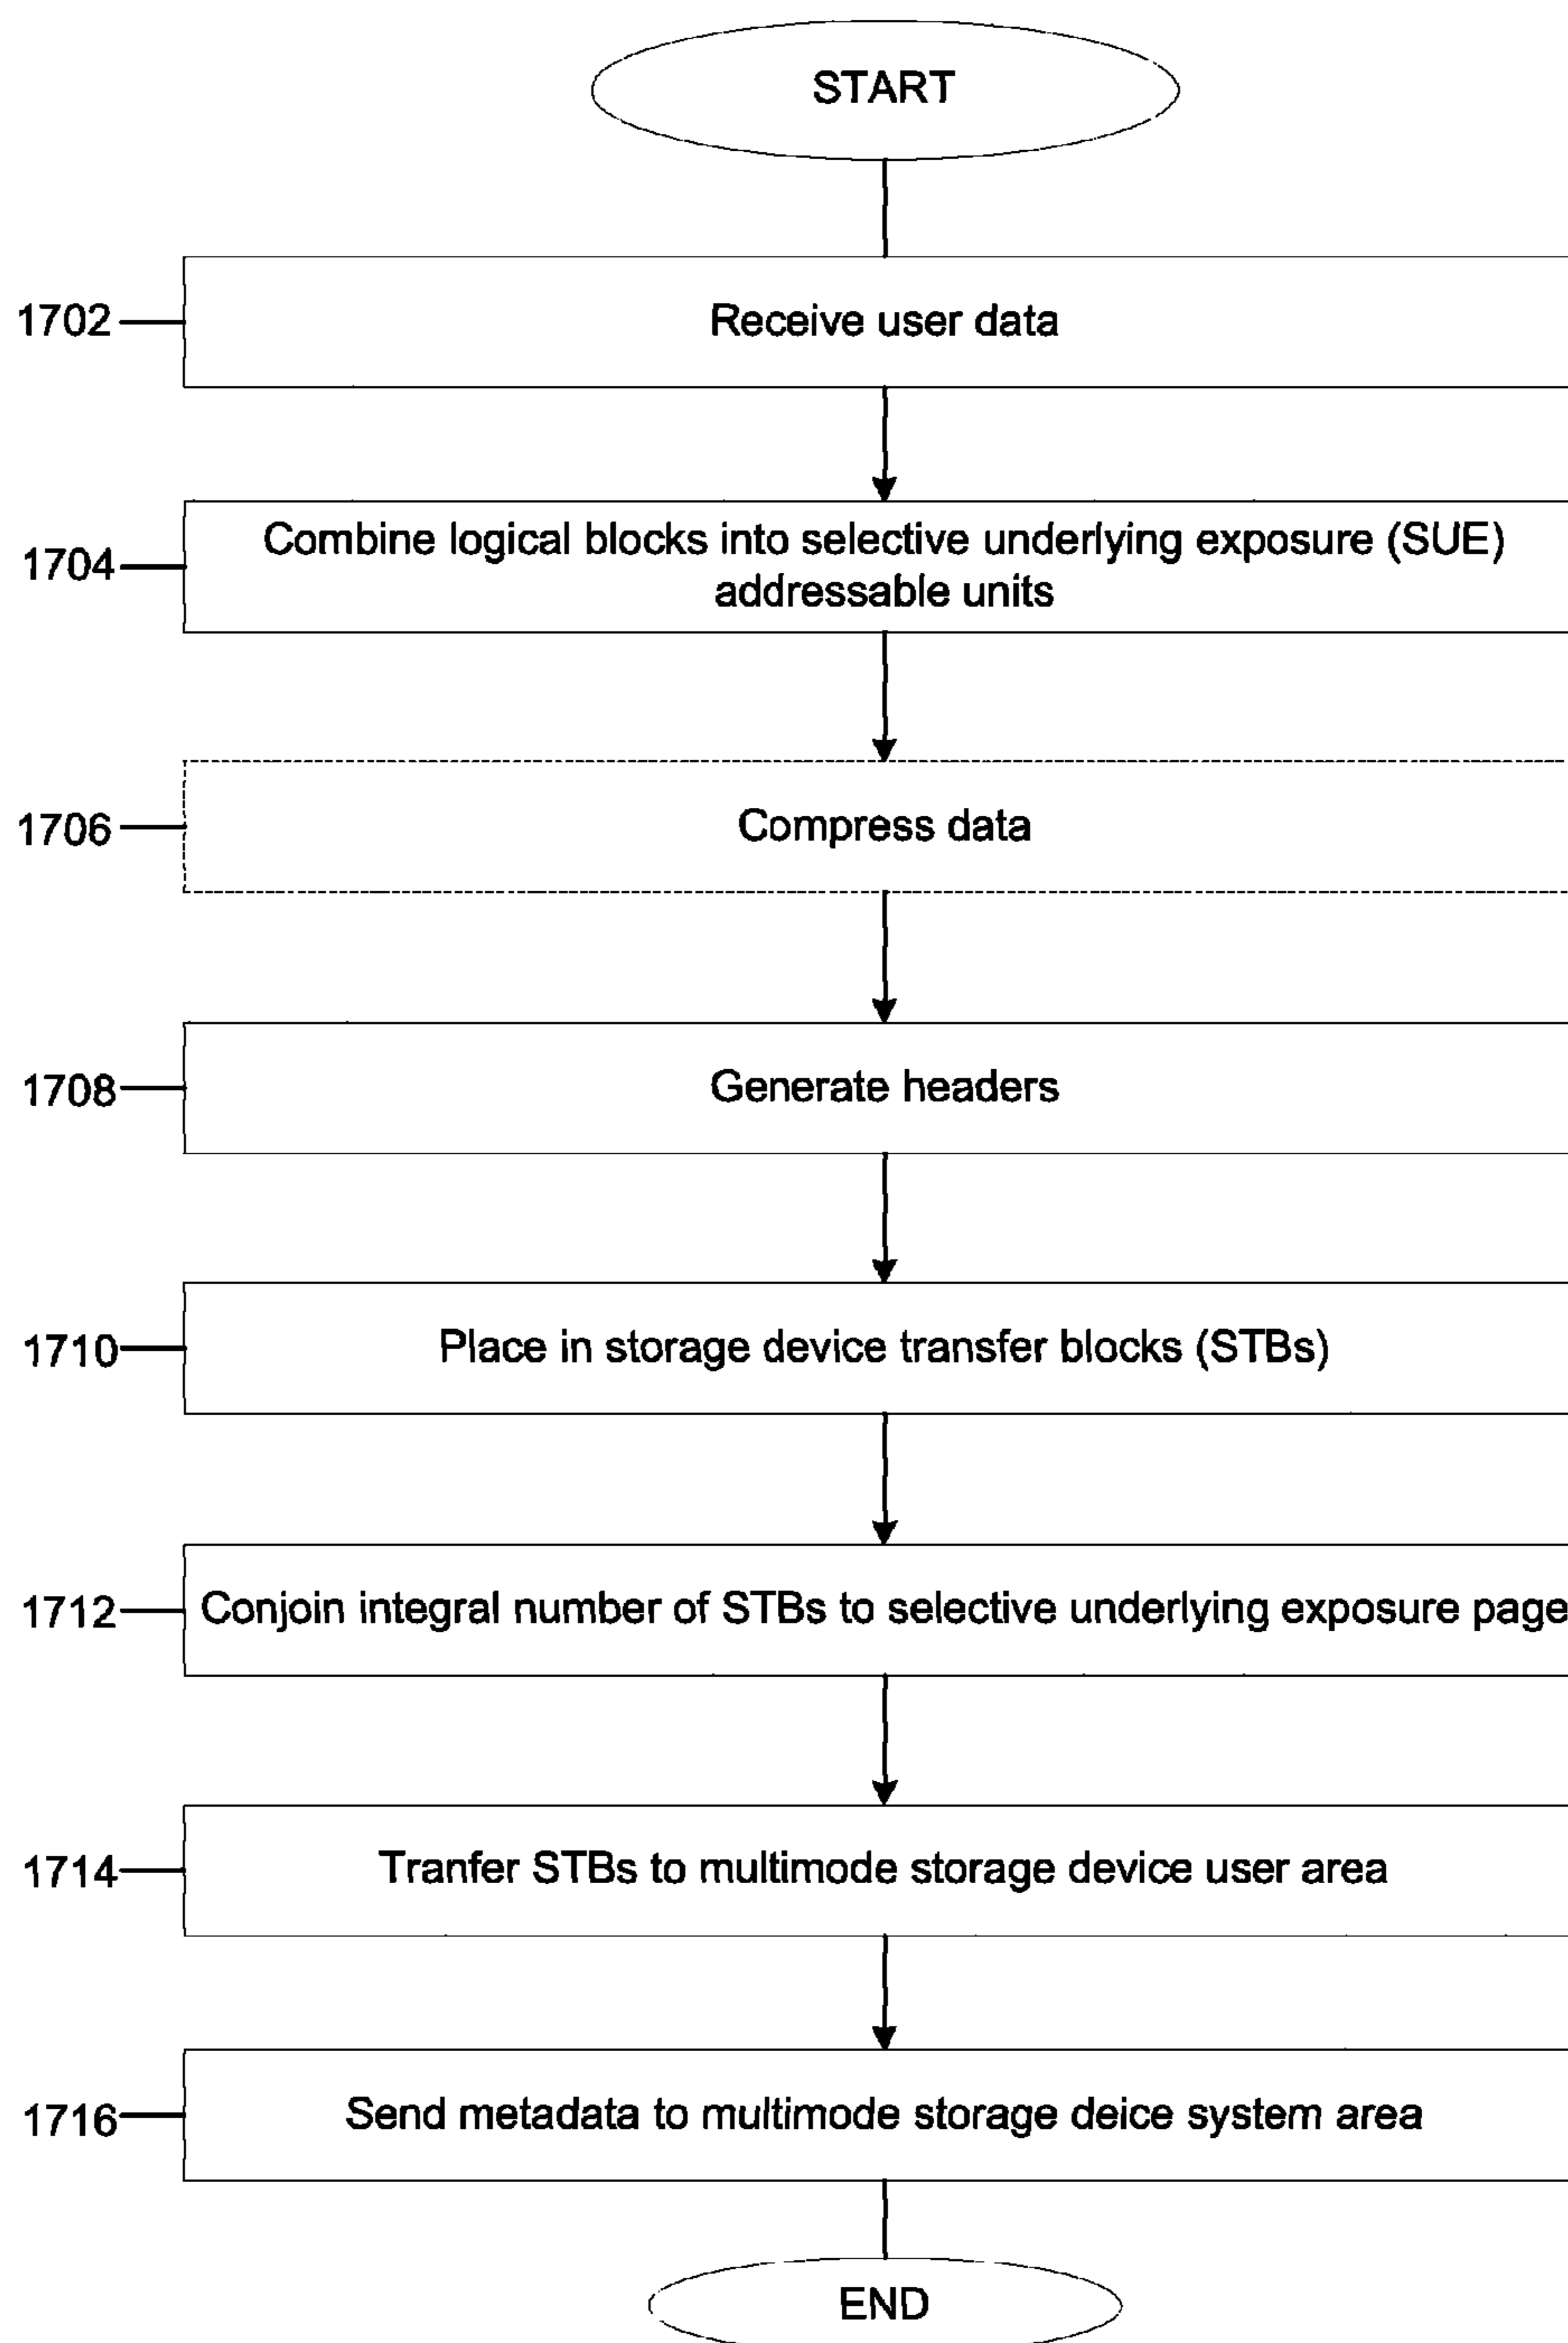 START
1702
Receive user data
1704
Combine logical blocks into selective underlying exposure (SUE)
addressable units
1706
Compress data
1708
Generate headers
1710
Place in storage device transfer blocks (STBs)
1712
Conjoin integral number of STBs to selective underlying exposure page
1714
Tranfer STBs to multimode storage device user area
1716
Send metadata to multimode storage deice system area
END